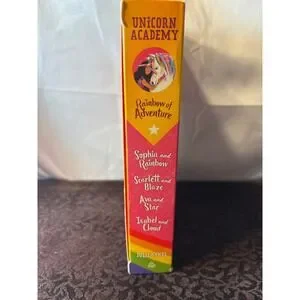 UNICORN
ACADEMY
Rainbow of
Adventure
Sophia and
Rainbow
Scarlett and
Blaze
Ava and
Star
Isabel and
Cloud